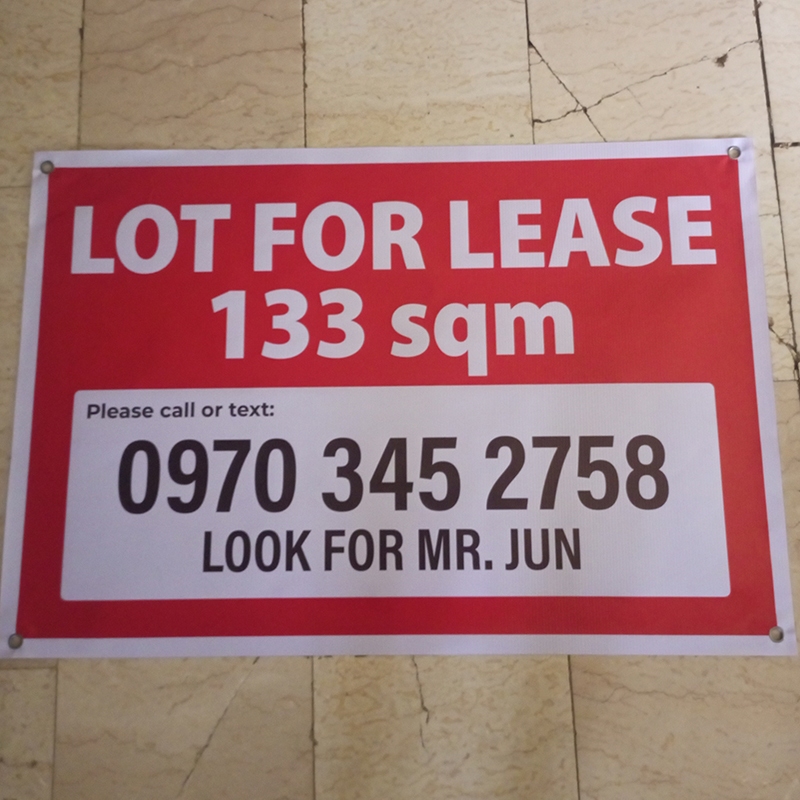 LOT FOR LEASE
133 sqm
Please call or text:
0970 345 2758
LOOK FOR MR. JUN